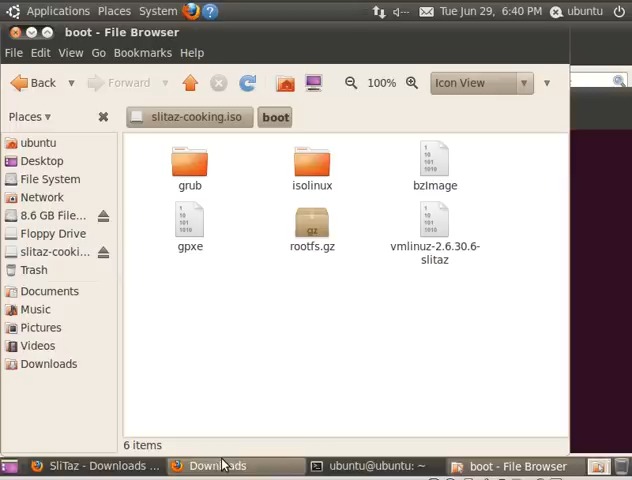 Applications Places System Tue Jun 29, 6:40 PM ubuntu
boot - File Browser
File Edit View Go Bookmarks Help
Back Forward 100% Icon View
Places slitaz-cooking.iso boot
ubuntu
Desktop
File System
Network
8.6 GB File...
Floppy Drive
slitaz-cooki...
Trash
Documents
Music
Pictures
Videos
Downloads
grub isolinux bzImage
gz
gpxe rootfs.gz vmlinuz-2.6.30.6-
slitaz
6 items
SliTaz - Downloads ... Downloads ubuntu@ubuntu: ~ boot - File Browser